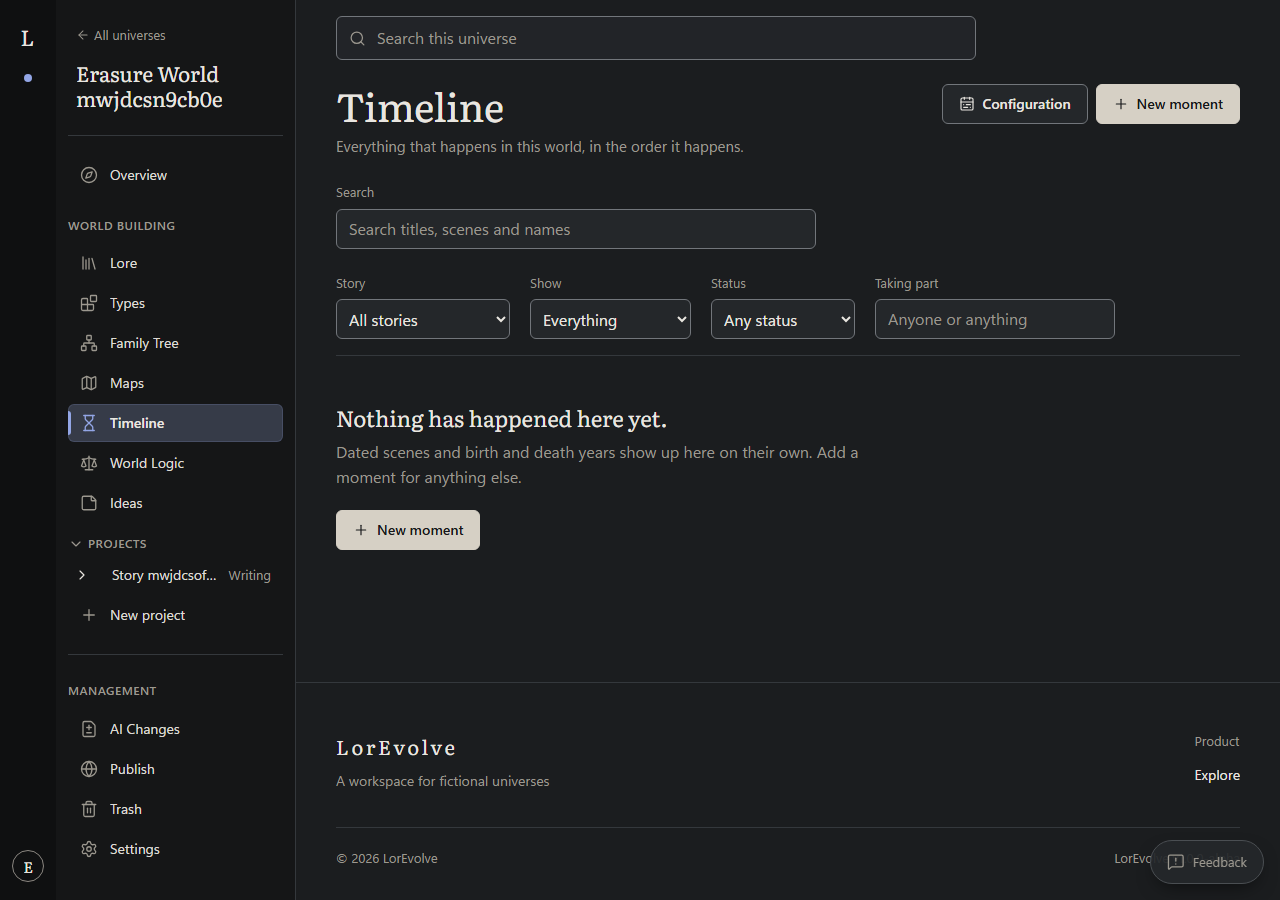 L
All universes
Erasure World
mwjdcsn9cb0e
Overview
WORLD BUILDING
Lore
Types
Family Tree
Maps
Timeline
World Logic
Ideas
PROJECTS
Story mwjdcsof... Writing
New project
MANAGEMENT
AI Changes
Publish
Trash
Settings
E
Search this universe
Timeline
Configuration
New moment
Everything that happens in this world, in the order it happens.
Search
Search titles, scenes and names
Story Show Status Taking part
All stories Everything Any status Anyone or anything
Nothing has happened here yet.
Dated scenes and birth and death years show up here on their own. Add a
moment for anything else.
New moment
LorEvolve
A workspace for fictional universes
Product
Explore
© 2026 LorEvolve
Feedback